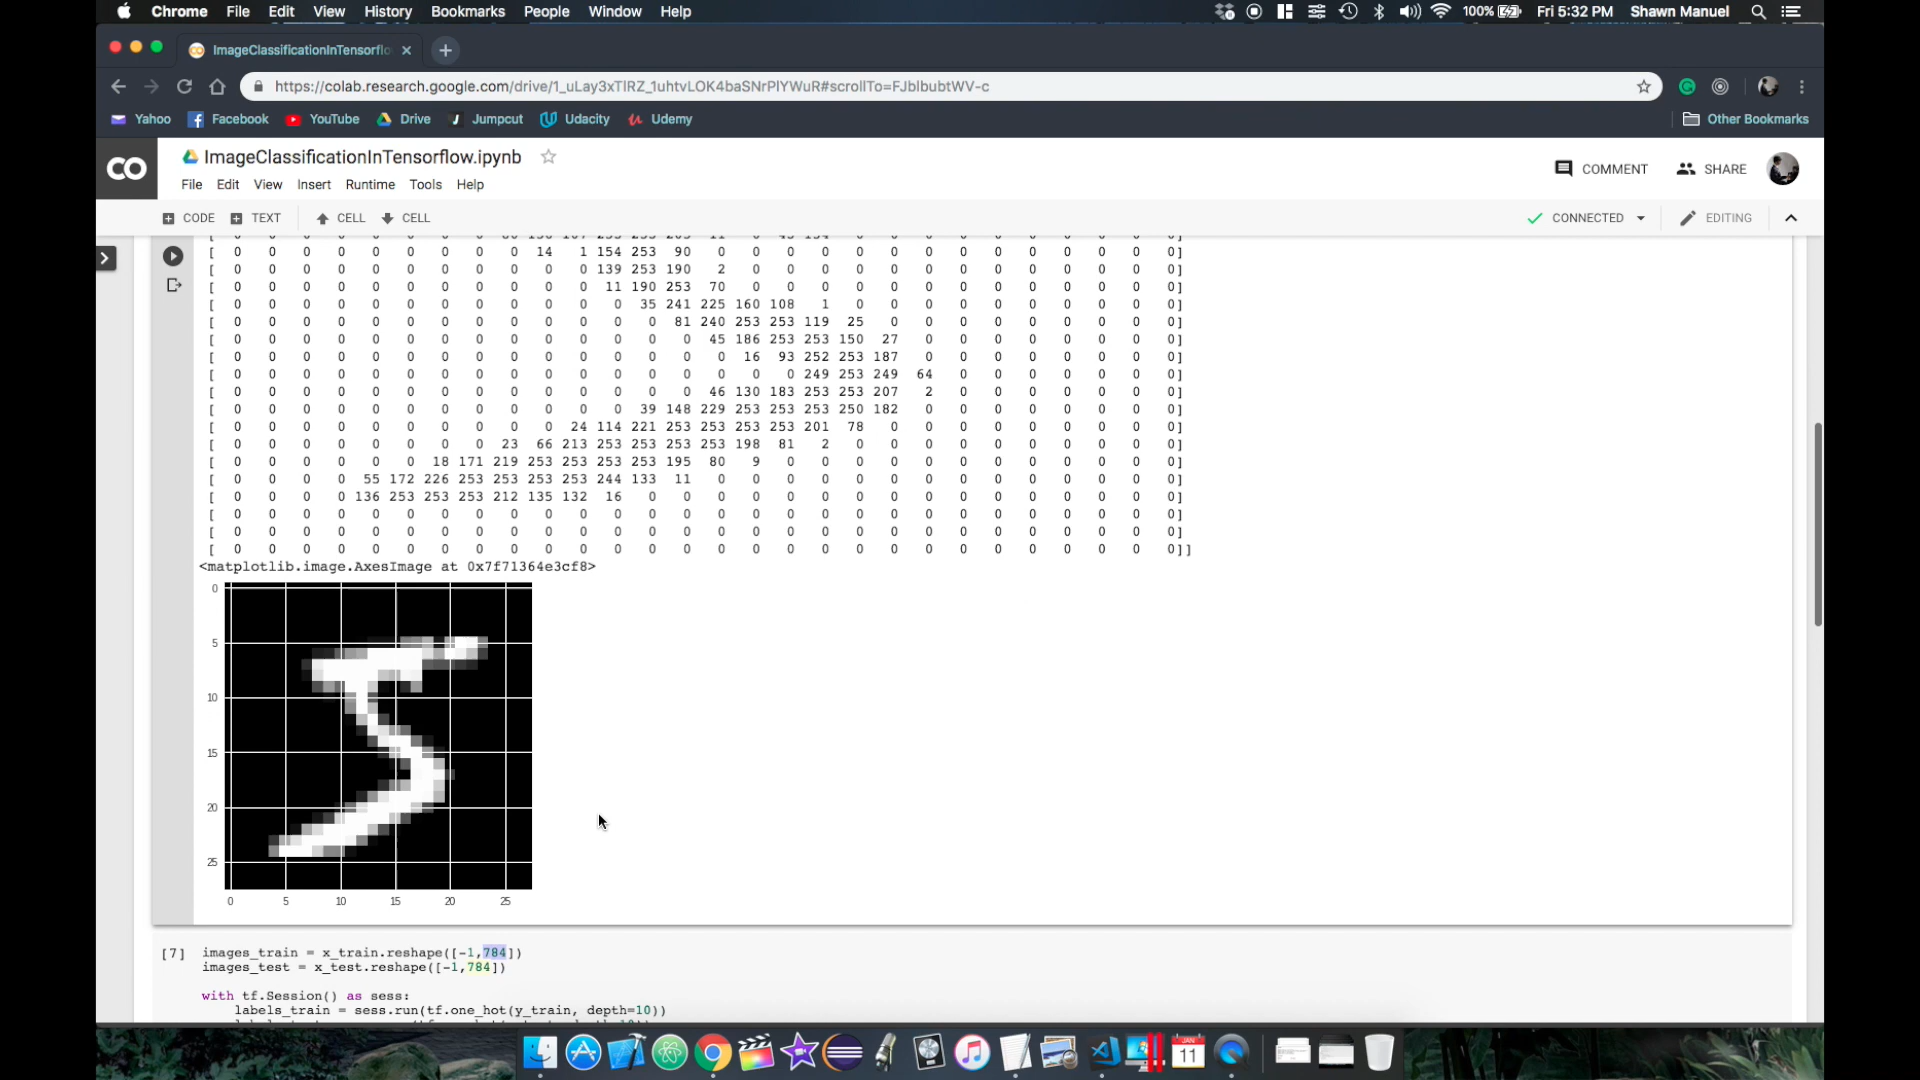 Chrome File Edit View History Bookmarks People Window Help 100% Fri 5:32 PM Shawn Manuel
ImageClassificationInTensorflo
https://colab.research.google.com/drive/1_uLay3xTlRZ_1uhtvLOK4baSNrPlYWuR#scrollTo=FJblbubtWV-c
Yahoo Facebook YouTube Drive Jumpcut Udacity Udemy Other Bookmarks
CO ImageClassificationInTensorflow.ipynb COMMENT SHARE
File Edit View Insert Runtime Tools Help
CODE TEXT CELL CELL CONNECTED EDITING
[ 0 0 0 0 0 0 0 0 0 14 1 154 253 90 0 0 0 0 0 0 0 0 0 0 0 0 0 0]
[ 0 0 0 0 0 0 0 0 0 0 0 139 253 190 2 0 0 0 0 0 0 0 0 0 0 0 0 0]
[ 0 0 0 0 0 0 0 0 0 0 0 11 190 253 70 0 0 0 0 0 0 0 0 0 0 0 0 0]
[ 0 0 0 0 0 0 0 0 0 0 0 0 35 241 225 160 108 1 0 0 0 0 0 0 0 0 0 0]
[ 0 0 0 0 0 0 0 0 0 0 0 0 0 81 240 253 253 119 25 0 0 0 0 0 0 0 0 0]
[ 0 0 0 0 0 0 0 0 0 0 0 0 0 0 45 186 253 253 150 27 0 0 0 0 0 0 0 0]
[ 0 0 0 0 0 0 0 0 0 0 0 0 0 0 0 16 93 252 253 187 0 0 0 0 0 0 0 0]
[ 0 0 0 0 0 0 0 0 0 0 0 0 0 0 0 0 0 249 253 249 64 0 0 0 0 0 0 0]
[ 0 0 0 0 0 0 0 0 0 0 0 0 0 0 46 130 183 253 253 207 2 0 0 0 0 0 0 0]
[ 0 0 0 0 0 0 0 0 0 0 0 0 39 148 229 253 253 253 250 182 0 0 0 0 0 0 0 0]
[ 0 0 0 0 0 0 0 0 0 0 24 114 221 253 253 253 253 201 78 0 0 0 0 0 0 0 0 0]
[ 0 0 0 0 0 0 0 0 23 66 213 253 253 253 253 198 81 2 0 0 0 0 0 0 0 0 0 0]
[ 0 0 0 0 0 0 18 171 219 253 253 253 253 195 80 9 0 0 0 0 0 0 0 0 0 0 0 0]
[ 0 0 0 0 55 172 226 253 253 253 253 244 133 11 0 0 0 0 0 0 0 0 0 0 0 0 0 0]
[ 0 0 0 0 136 253 253 253 212 135 132 16 0 0 0 0 0 0 0 0 0 0 0 0 0 0 0 0]
[ 0 0 0 0 0 0 0 0 0 0 0 0 0 0 0 0 0 0 0 0 0 0 0 0 0 0 0 0]
[ 0 0 0 0 0 0 0 0 0 0 0 0 0 0 0 0 0 0 0 0 0 0 0 0 0 0 0 0]
[ 0 0 0 0 0 0 0 0 0 0 0 0 0 0 0 0 0 0 0 0 0 0 0 0 0 0 0 0]]
<matplotlib.image.AxesImage at 0x7f71364e3cf8>
0
5
10
15
20
25
0 5 10 15 20 25
[7] images_train = x_train.reshape([-1,784])
images_test = x_test.reshape([-1,784])
with tf.Session() as sess:
labels_train = sess.run(tf.one_hot(y_train, depth=10))
JAN
11